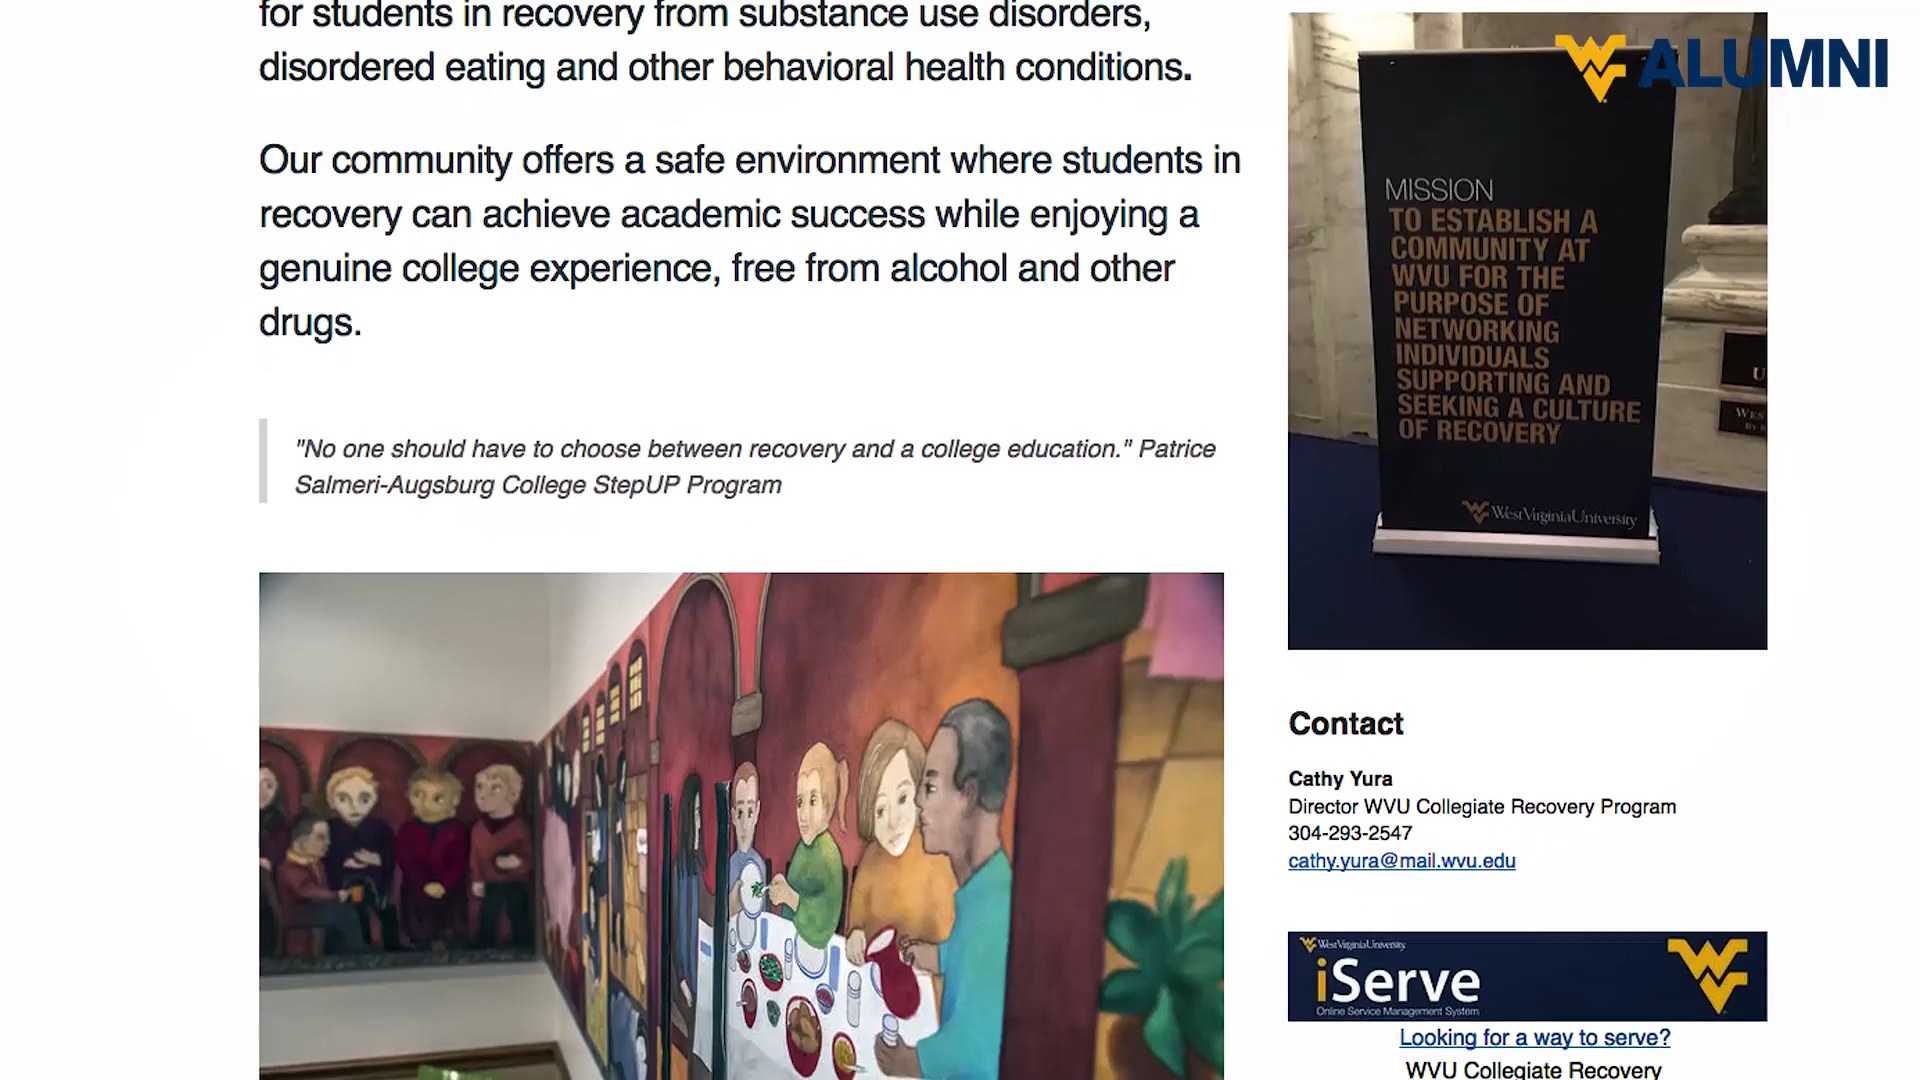 for students in recovery from substance use disorders,
disordered eating and other behavioral health conditions.
Our community offers a safe environment where students in
recovery can achieve academic success while enjoying a
genuine college experience, free from alcohol and other
drugs.
"No one should have to choose between recovery and a college education." Patrice
Salmeri-Augsburg College StepUP Program
ALUMNI
MISSION
TO ESTABLISH A
COMMUNITY AT
WVU FOR THE
PURPOSE OF
NETWORKING
INDIVIDUALS
SUPPORTING AND
SEEKING A CULTURE
OF RECOVERY
WestVirginiaUniversity
Contact
Cathy Yura
Director WVU Collegiate Recovery Program
304-293-2547
cathy.yura@mail.wvu.edu
WestVirginiaUniversity
iServe
Online Service Management System
Looking for a way to serve?
WVU Collegiate Recovery